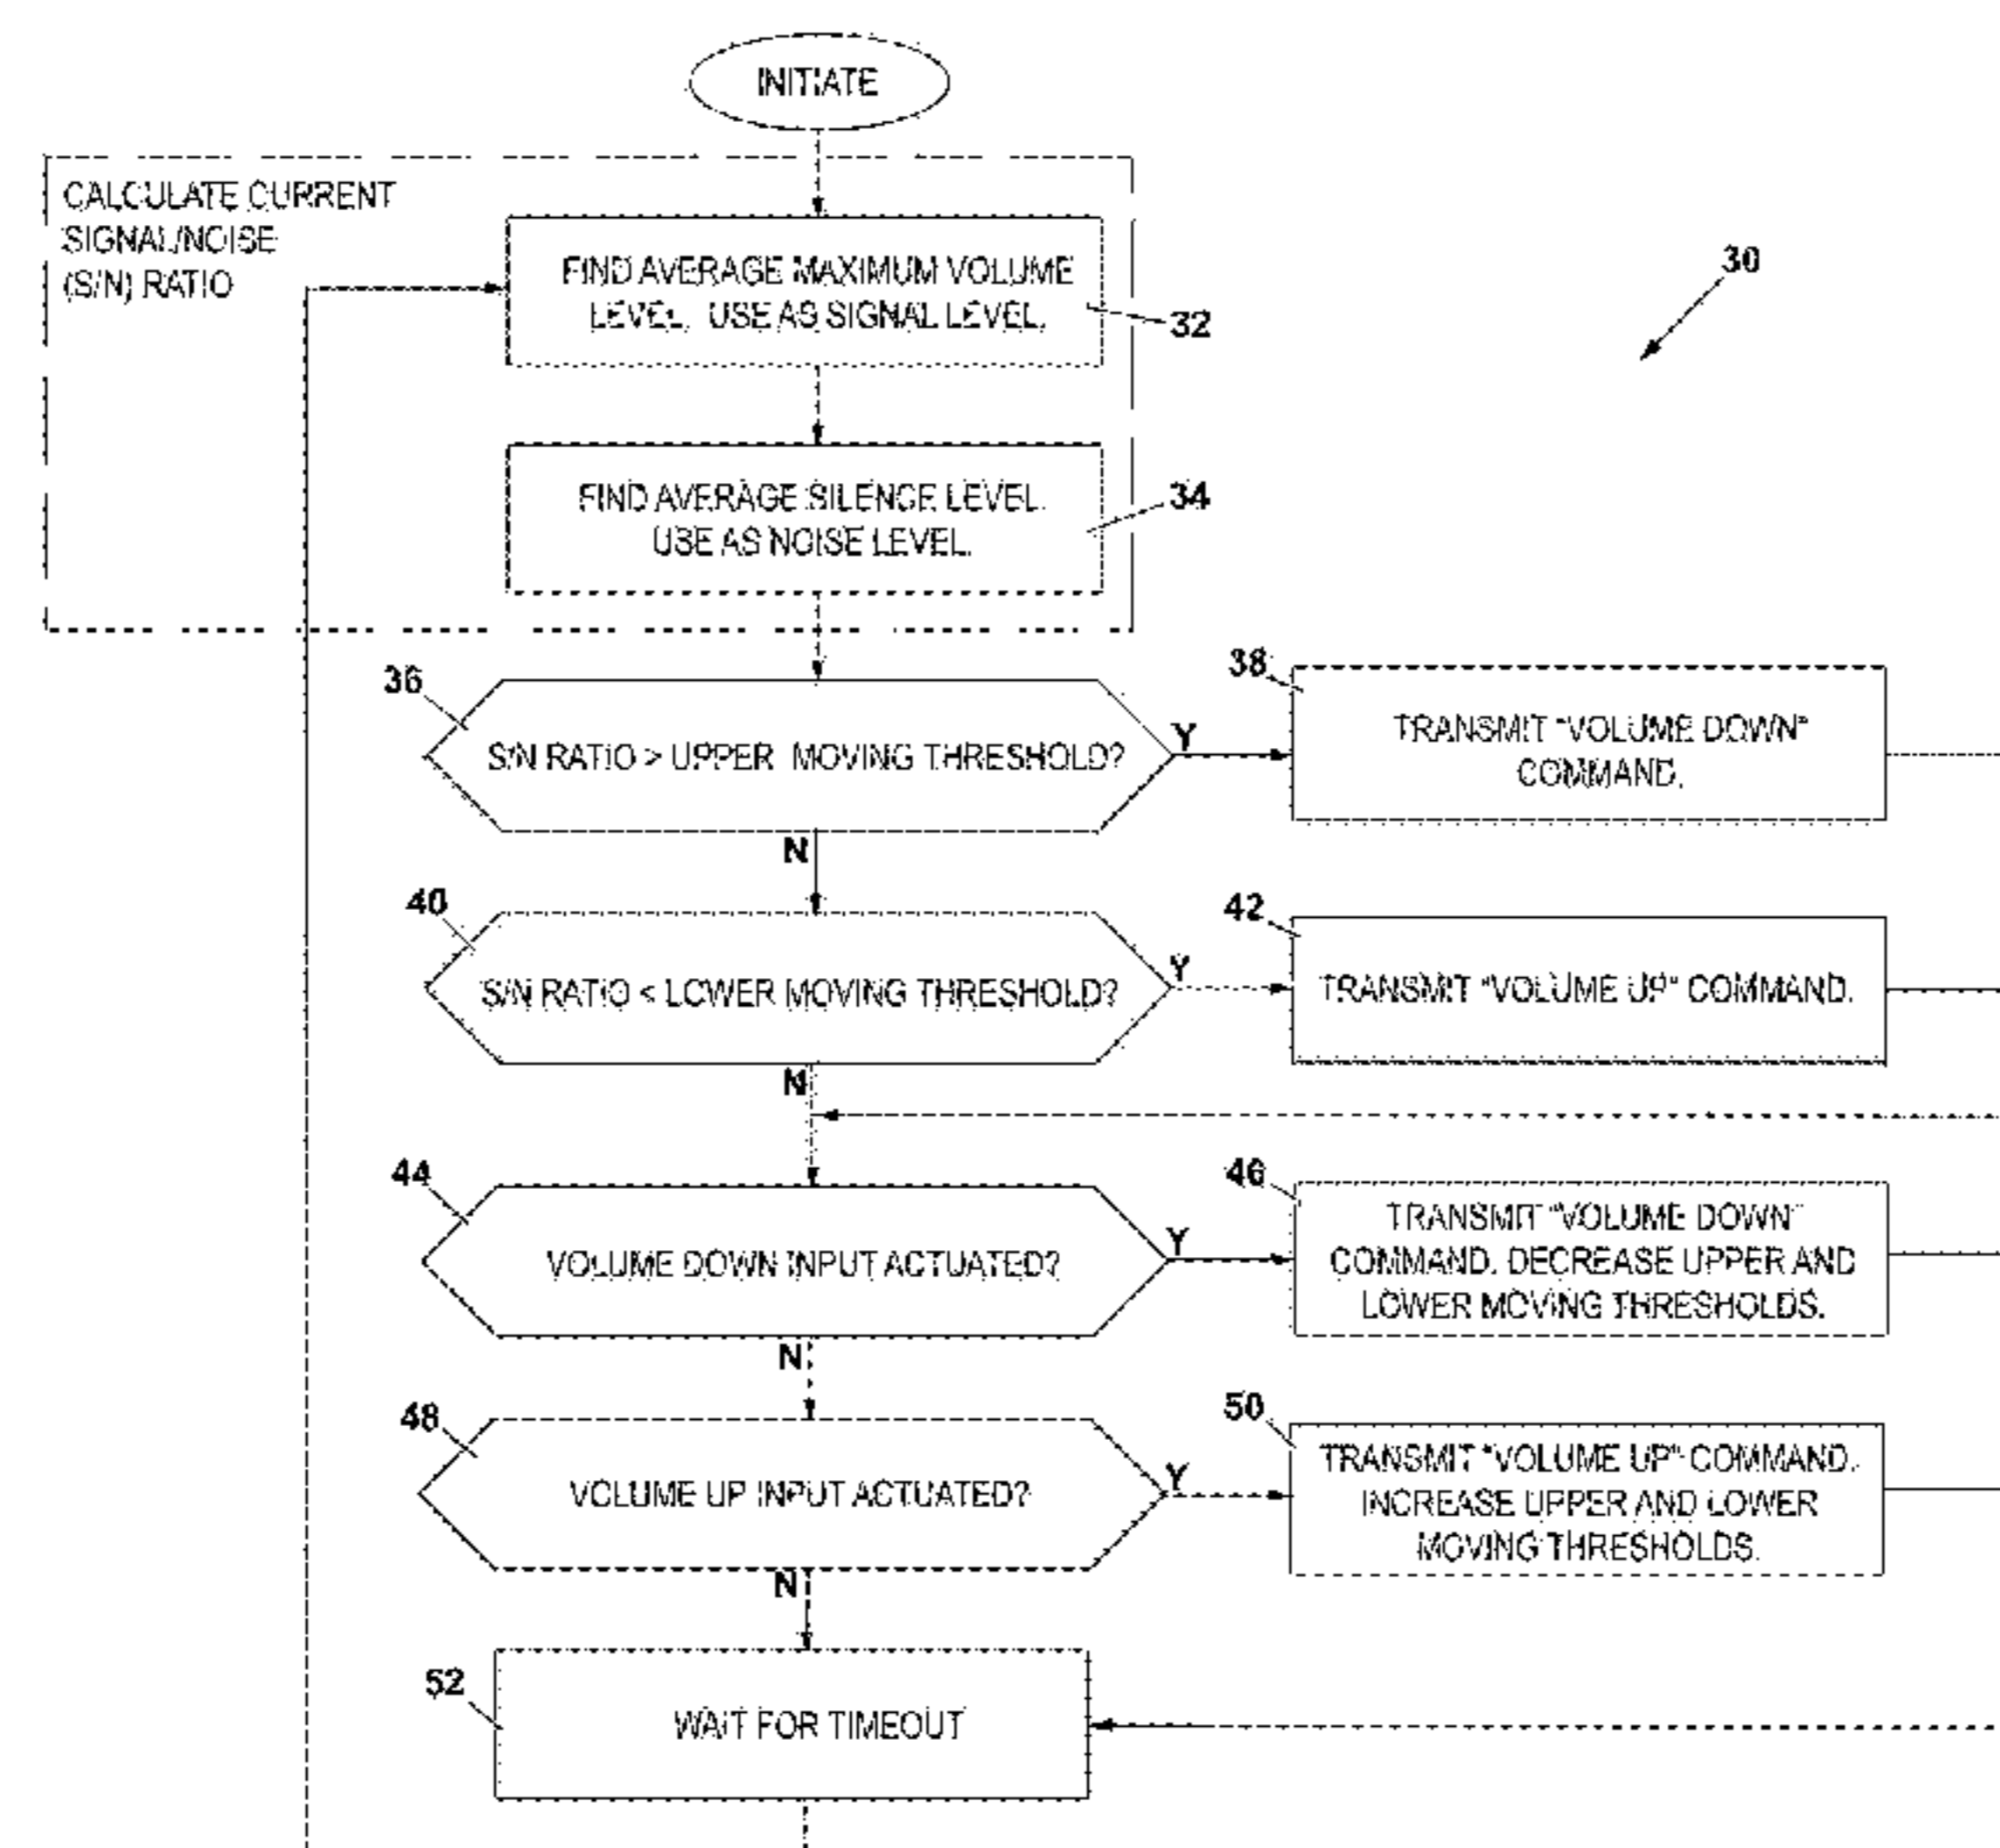 INITIATE
CALCULATE CURRENT
SIGNAL/NOISE
(S/N) RATIO
FIND AVERAGE MAXIMUM VOLUME
LEVEL. USE AS SIGNAL LEVEL.
32
30
FIND AVERAGE SILENCE LEVEL.
USE AS NOISE LEVEL.
34
36
S/N RATIO > UPPER MOVING THRESHOLD?
Y
38
TRANSMIT "VOLUME DOWN"
COMMAND.
N
40
S/N RATIO < LOWER MOVING THRESHOLD?
Y
42
TRANSMIT "VOLUME UP" COMMAND.
N
44
VOLUME DOWN INPUT ACTUATED?
Y
46
TRANSMIT "VOLUME DOWN"
COMMAND. DECREASE UPPER AND
LOWER MOVING THRESHOLDS.
N
48
VOLUME UP INPUT ACTUATED?
Y
50
TRANSMIT "VOLUME UP" COMMAND.
INCREASE UPPER AND LOWER
MOVING THRESHOLDS.
N
52
WAIT FOR TIMEOUT